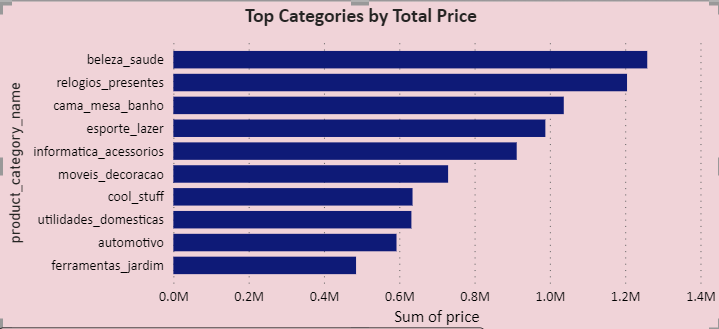 Top Categories by Total Price
product_category_name
beleza_saude
relogios_presentes
cama_mesa_banho
esporte_lazer
informatica_acessorios
moveis_decoracao
cool_stuff
utilidades_domesticas
automotivo
ferramentas_jardim
0.0M 0.2M 0.4M 0.6M 0.8M 1.0M 1.2M 1.4M
Sum of price